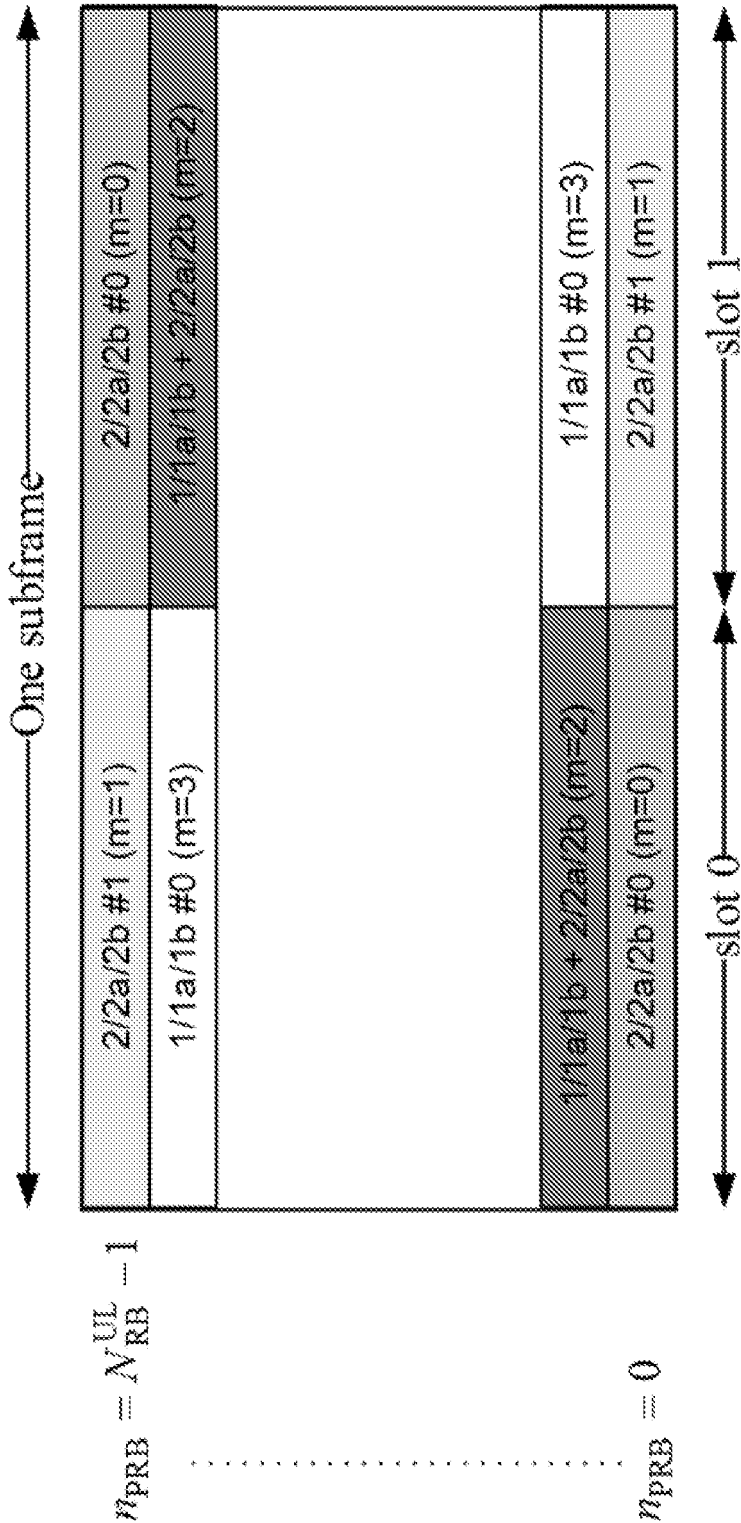 One subframe
n_PRB = N_RB^UL − 1
2/2a/2b #1 (m=1)
2/2a/2b #0 (m=0)
1/1a/1b #0 (m=3)
1/1a/1b + 2/2a/2b (m=2)
1/1a/1b + 2/2a/2b (m=2)
1/1a/1b #0 (m=3)
n_PRB = 0
2/2a/2b #0 (m=0)
2/2a/2b #1 (m=1)
slot 0
slot 1